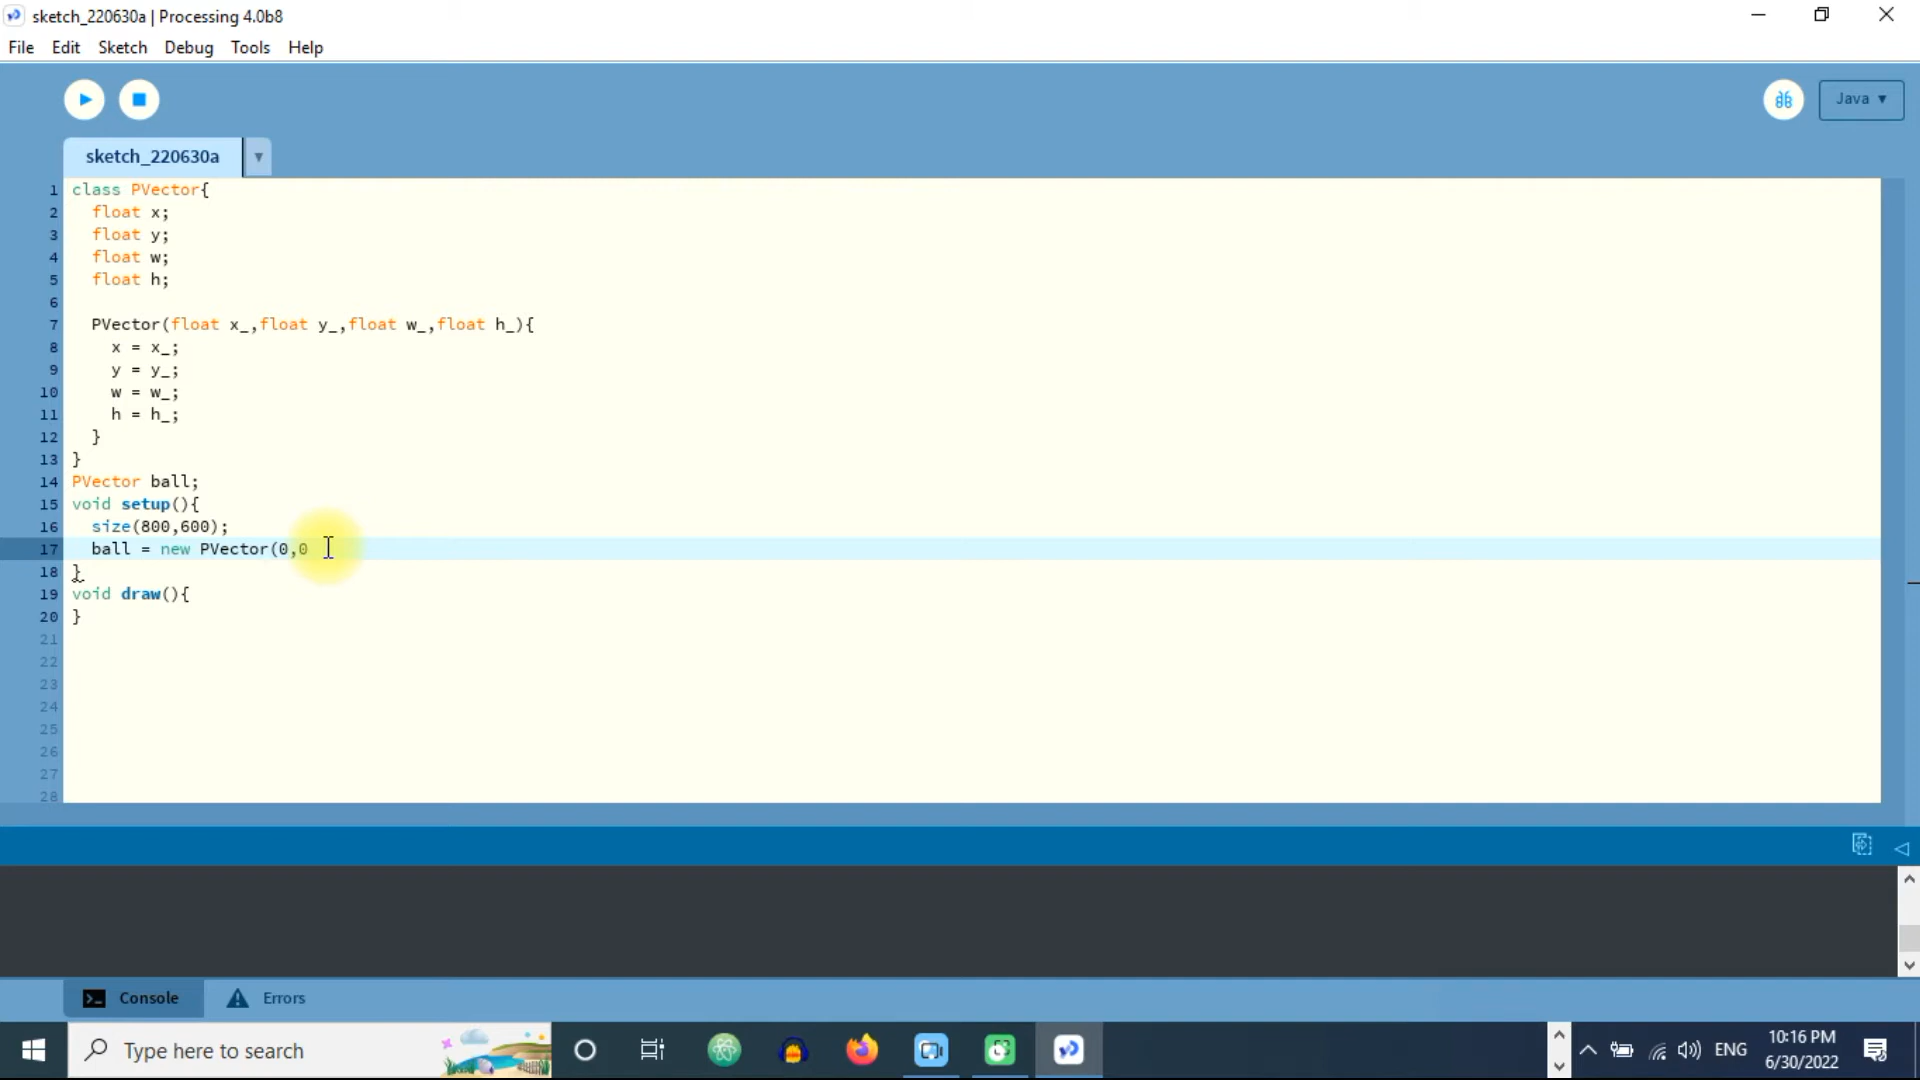 sketch_220630a | Processing 4.0b8
File Edit Sketch Debug Tools Help
Java ▾
sketch_220630a ▾
1 class PVector{
2 float x;
3 float y;
4 float w;
5 float h;
6
7 PVector(float x_,float y_,float w_,float h_){
8 x = x_;
9 y = y_;
10 w = w_;
11 h = h_;
12 }
13 }
14 PVector ball;
15 void setup(){
16 size(800,600);
17 ball = new PVector(0,0
18 }
19 void draw(){
20 }
21
22
23
24
25
26
27
28
Console Errors
Type here to search
ENG
10:16 PM
6/30/2022